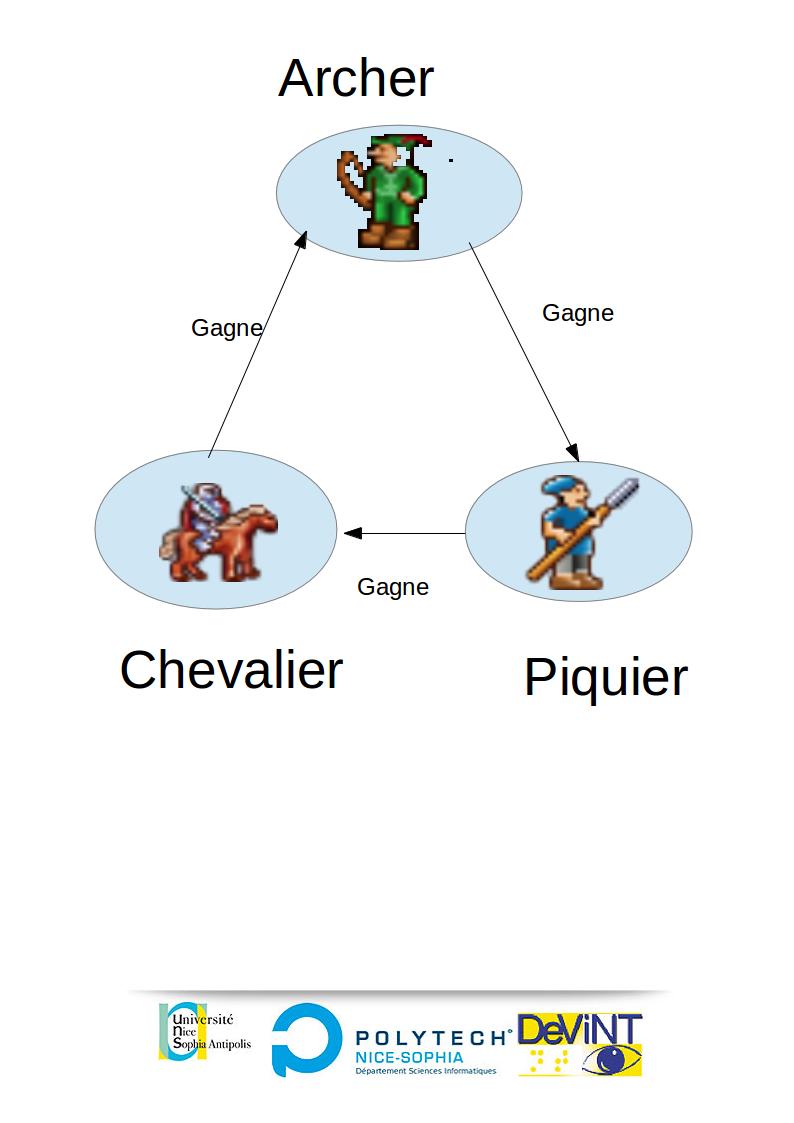 Archer
Gagne
Gagne
Gagne
Chevalier
Piquier
Université
Nice
Sophia Antipolis
POLYTECH°
NICE-SOPHIA
Département Sciences Informatiques
DeViNT